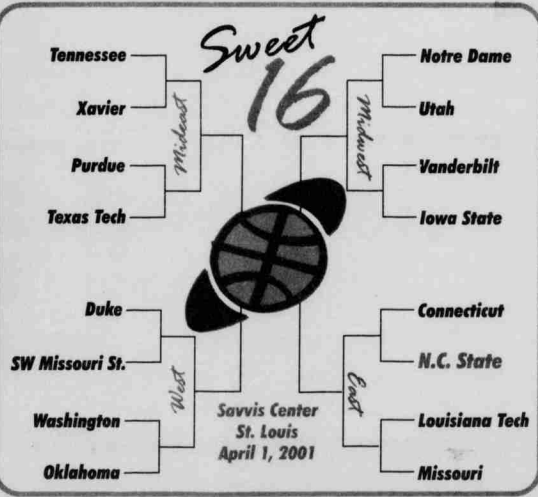 Sweet
16
Tennessee
Xavier
Mideast
Purdue
Texas Tech
Notre Dame
Utah
Midwest
Vanderbilt
Iowa State
Duke
SW Missouri St.
West
Washington
Oklahoma
Connecticut
N.C. State
East
Louisiana Tech
Missouri
Savvis Center
St. Louis
April 1, 2001